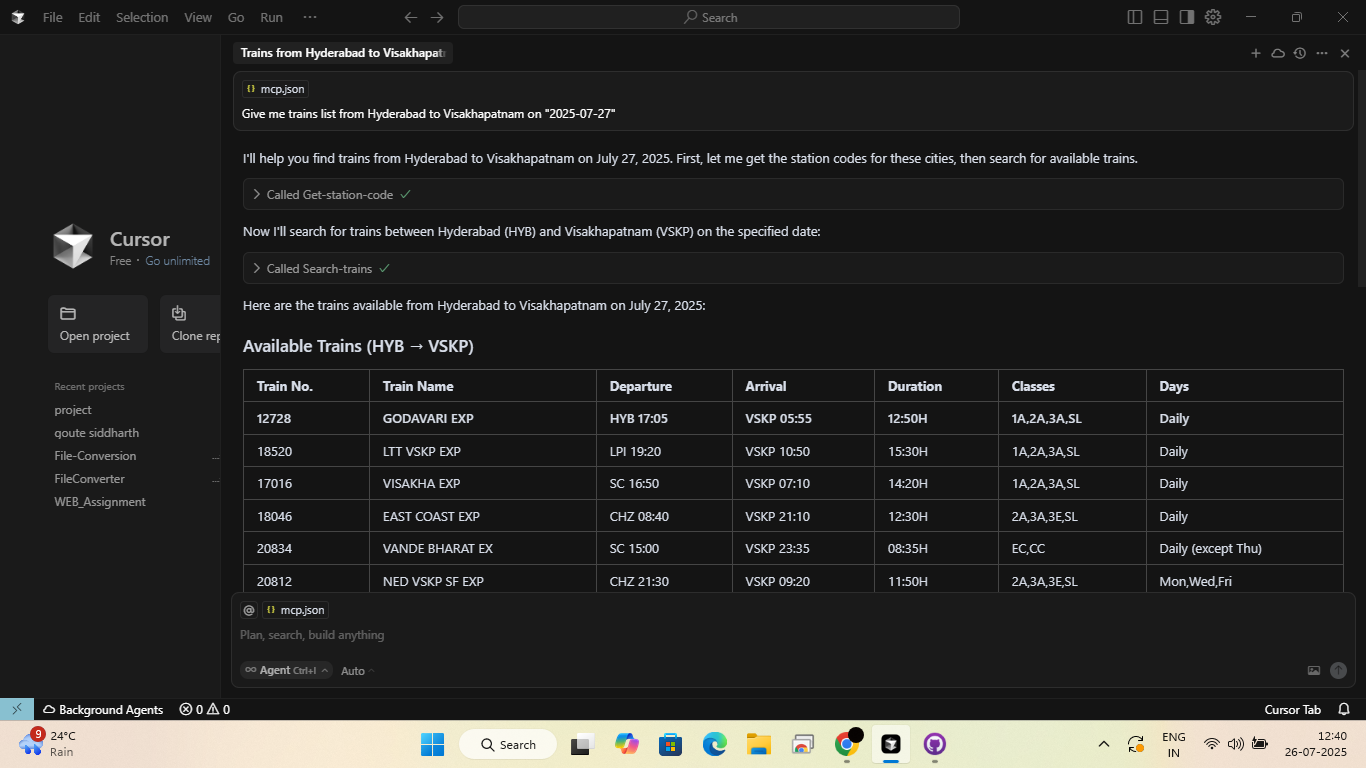 File Edit Selection View Go Run ···
Search
Trains from Hyderabad to Visakhapat
mcp.json
Give me trains list from Hyderabad to Visakhapatnam on "2025-07-27"
I'll help you find trains from Hyderabad to Visakhapatnam on July 27, 2025. First, let me get the station codes for these cities, then search for available trains.
Called Get-station-code
Now I'll search for trains between Hyderabad (HYB) and Visakhapatnam (VSKP) on the specified date:
Called Search-trains
Here are the trains available from Hyderabad to Visakhapatnam on July 27, 2025:
Available Trains (HYB → VSKP)
Train No. Train Name Departure Arrival Duration Classes Days
12728 GODAVARI EXP HYB 17:05 VSKP 05:55 12:50H 1A,2A,3A,SL Daily
18520 LTT VSKP EXP LPI 19:20 VSKP 10:50 15:30H 1A,2A,3A,SL Daily
17016 VISAKHA EXP SC 16:50 VSKP 07:10 14:20H 1A,2A,3A,SL Daily
18046 EAST COAST EXP CHZ 08:40 VSKP 21:10 12:30H 2A,3A,3E,SL Daily
20834 VANDE BHARAT EX SC 15:00 VSKP 23:35 08:35H EC,CC Daily (except Thu)
20812 NED VSKP SF EXP CHZ 21:30 VSKP 09:20 11:50H 2A,3A,3E,SL Mon,Wed,Fri
Cursor
Free · Go unlimited
Open project
Clone rep
Recent projects
project
qoute siddharth
File-Conversion ...
FileConverter ...
WEB_Assignment
@ mcp.json
Plan, search, build anything
Agent Ctrl+I Auto
Background Agents 0 0
Cursor Tab
9
24°C
Rain
Search
ENG
IN
12:40
26-07-2025